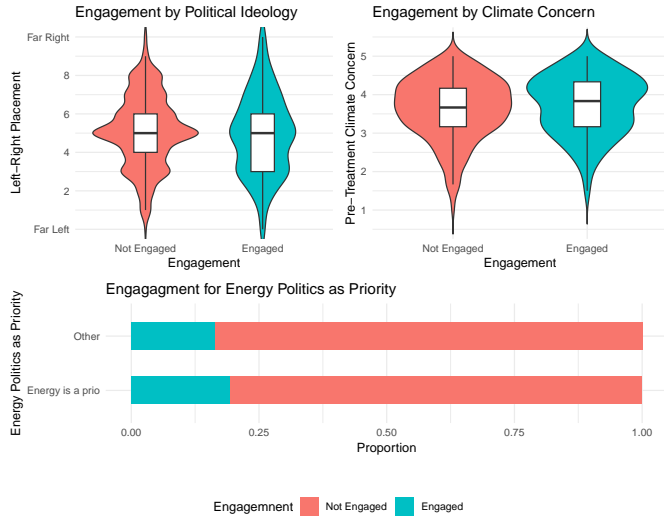 Engagement by Political Ideology
Left-Right Placement
Far Right
8
6
4
2
Far Left
Not Engaged
Engaged
Engagement
Engagement by Climate Concern
Pre-Treatment Climate Concern
5
4
3
2
1
Not Engaged
Engaged
Engagement
Engagagment for Energy Politics as Priority
Energy Politics as Priority
Other
Energy is a prio
0.00
0.25
0.50
0.75
1.00
Proportion
Engagemnent Not Engaged Engaged